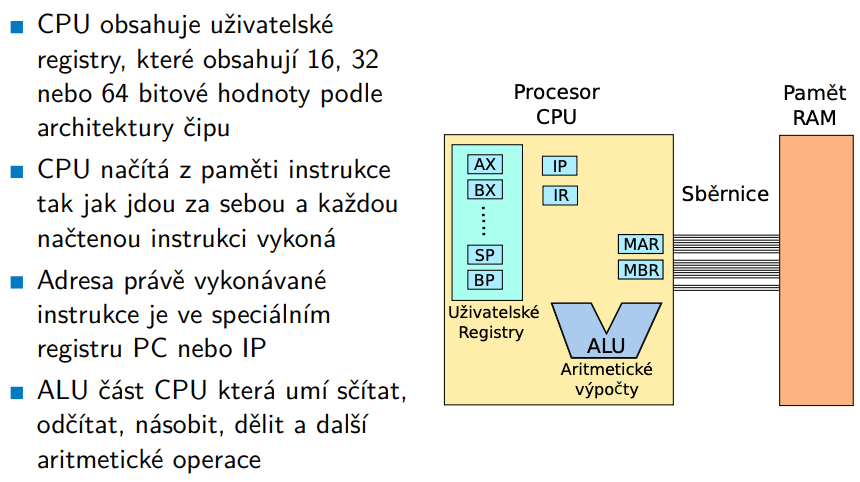 CPU obsahuje uživatelské
registry, které obsahují 16, 32
nebo 64 bitové hodnoty podle
architektury čipu
CPU načítá z paměti instrukce
tak jak jdou za sebou a každou
načtenou instrukci vykoná
Adresa právě vykonávané
instrukce je ve speciálním
registru PC nebo IP
ALU část CPU která umí sčítat,
odčítat, násobit, dělit a další
aritmetické operace
Procesor
CPU
AX
BX
SP
BP
Uživatelské
Registry
IP
IR
MAR
MBR
ALU
Aritmetické
výpočty
Sběrnice
Pamět
RAM